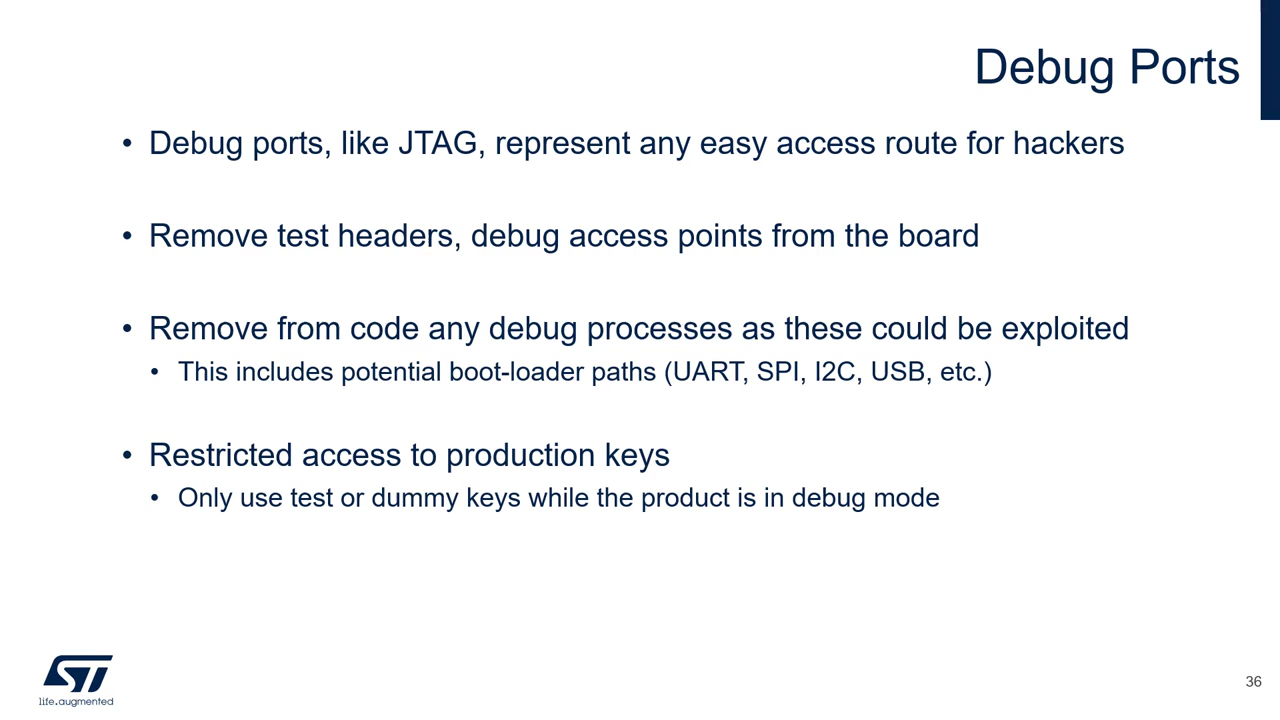 Debug Ports
• Debug ports, like JTAG, represent any easy access route for hackers
• Remove test headers, debug access points from the board
• Remove from code any debug processes as these could be exploited
• This includes potential boot-loader paths (UART, SPI, I2C, USB, etc.)
• Restricted access to production keys
• Only use test or dummy keys while the product is in debug mode
ST
life.augmented
36